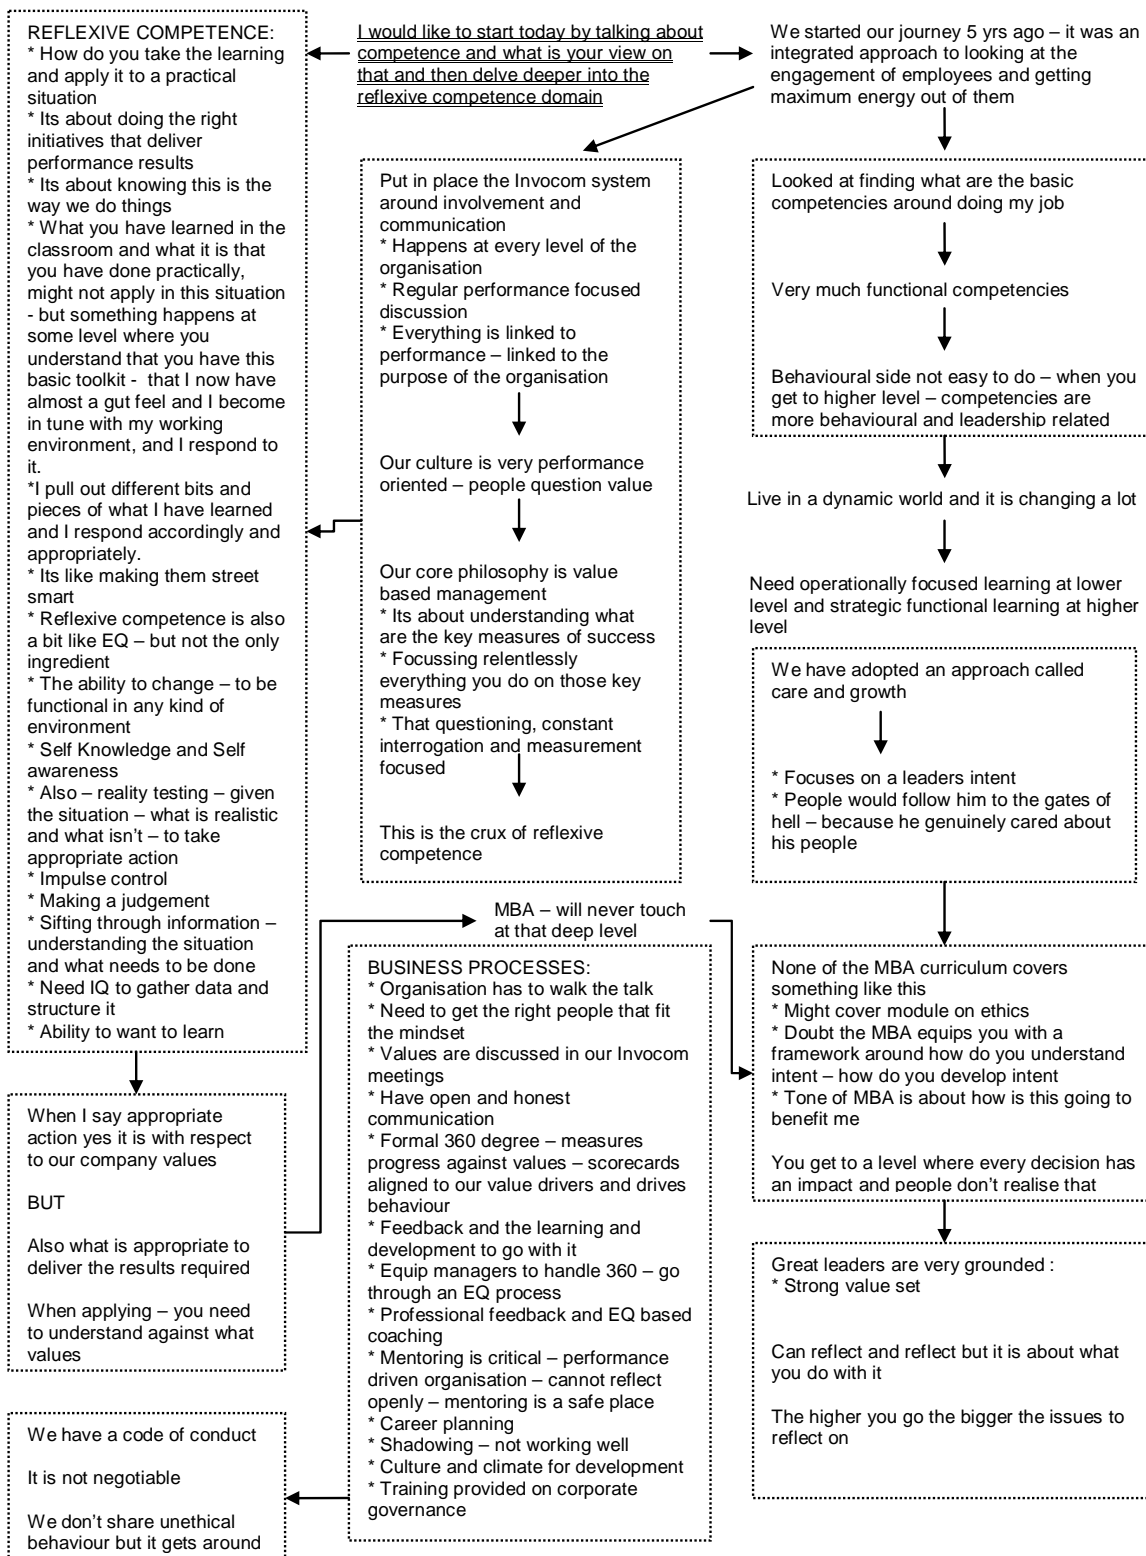 REFLEXIVE COMPETENCE:
* How do you take the learning
and apply it to a practical
situation
* Its about doing the right
initiatives that deliver
performance results
* Its about knowing this is the
way we do things
* What you have learned in the
classroom and what it is that
you have done practically,
might not apply in this situation
- but something happens at
some level where you
understand that you have this
basic toolkit - that I now have
almost a gut feel and I become
in tune with my working
environment, and I respond to
it.
*I pull out different bits and
pieces of what I have learned
and I respond accordingly and
appropriately.
* Its like making them street
smart
* Reflexive competence is also
a bit like EQ – but not the only
ingredient
* The ability to change – to be
functional in any kind of
environment
* Self Knowledge and Self
awareness
* Also – reality testing – given
the situation – what is realistic
and what isn't – to take
appropriate action
* Impulse control
* Making a judgement
* Sifting through information –
understanding the situation
and what needs to be done
* Need IQ to gather data and
structure it
* Ability to want to learn
When I say appropriate
action yes it is with respect
to our company values
BUT
Also what is appropriate to
deliver the results required
When applying – you need
to understand against what
values
We have a code of conduct
It is not negotiable
We don't share unethical
behaviour but it gets around
I would like to start today by talking about
competence and what is your view on
that and then delve deeper into the
reflexive competence domain
Put in place the Invocom system
around involvement and
communication
* Happens at every level of the
organisation
* Regular performance focused
discussion
* Everything is linked to
performance – linked to the
purpose of the organisation
Our culture is very performance
oriented – people question value
Our core philosophy is value
based management
* Its about understanding what
are the key measures of success
* Focussing relentlessly
everything you do on those key
measures
* That questioning, constant
interrogation and measurement
focused
This is the crux of reflexive
competence
MBA – will never touch
at that deep level
BUSINESS PROCESSES:
* Organisation has to walk the talk
* Need to get the right people that fit
the mindset
* Values are discussed in our Invocom
meetings
* Have open and honest
communication
* Formal 360 degree – measures
progress against values – scorecards
aligned to our value drivers and drives
behaviour
* Feedback and the learning and
development to go with it
* Equip managers to handle 360 – go
through an EQ process
* Professional feedback and EQ based
coaching
* Mentoring is critical – performance
driven organisation – cannot reflect
openly – mentoring is a safe place
* Career planning
* Shadowing – not working well
* Culture and climate for development
* Training provided on corporate
governance
We started our journey 5 yrs ago – it was an
integrated approach to looking at the
engagement of employees and getting
maximum energy out of them
Looked at finding what are the basic
competencies around doing my job
Very much functional competencies
Behavioural side not easy to do – when you
get to higher level – competencies are
more behavioural and leadership related
Live in a dynamic world and it is changing a lot
Need operationally focused learning at lower
level and strategic functional learning at higher
level
We have adopted an approach called
care and growth
* Focuses on a leaders intent
* People would follow him to the gates of
hell – because he genuinely cared about
his people
None of the MBA curriculum covers
something like this
* Might cover module on ethics
* Doubt the MBA equips you with a
framework around how do you understand
intent – how do you develop intent
* Tone of MBA is about how is this going to
benefit me
You get to a level where every decision has
an impact and people don't realise that
Great leaders are very grounded :
* Strong value set
Can reflect and reflect but it is about what
you do with it
The higher you go the bigger the issues to
reflect on